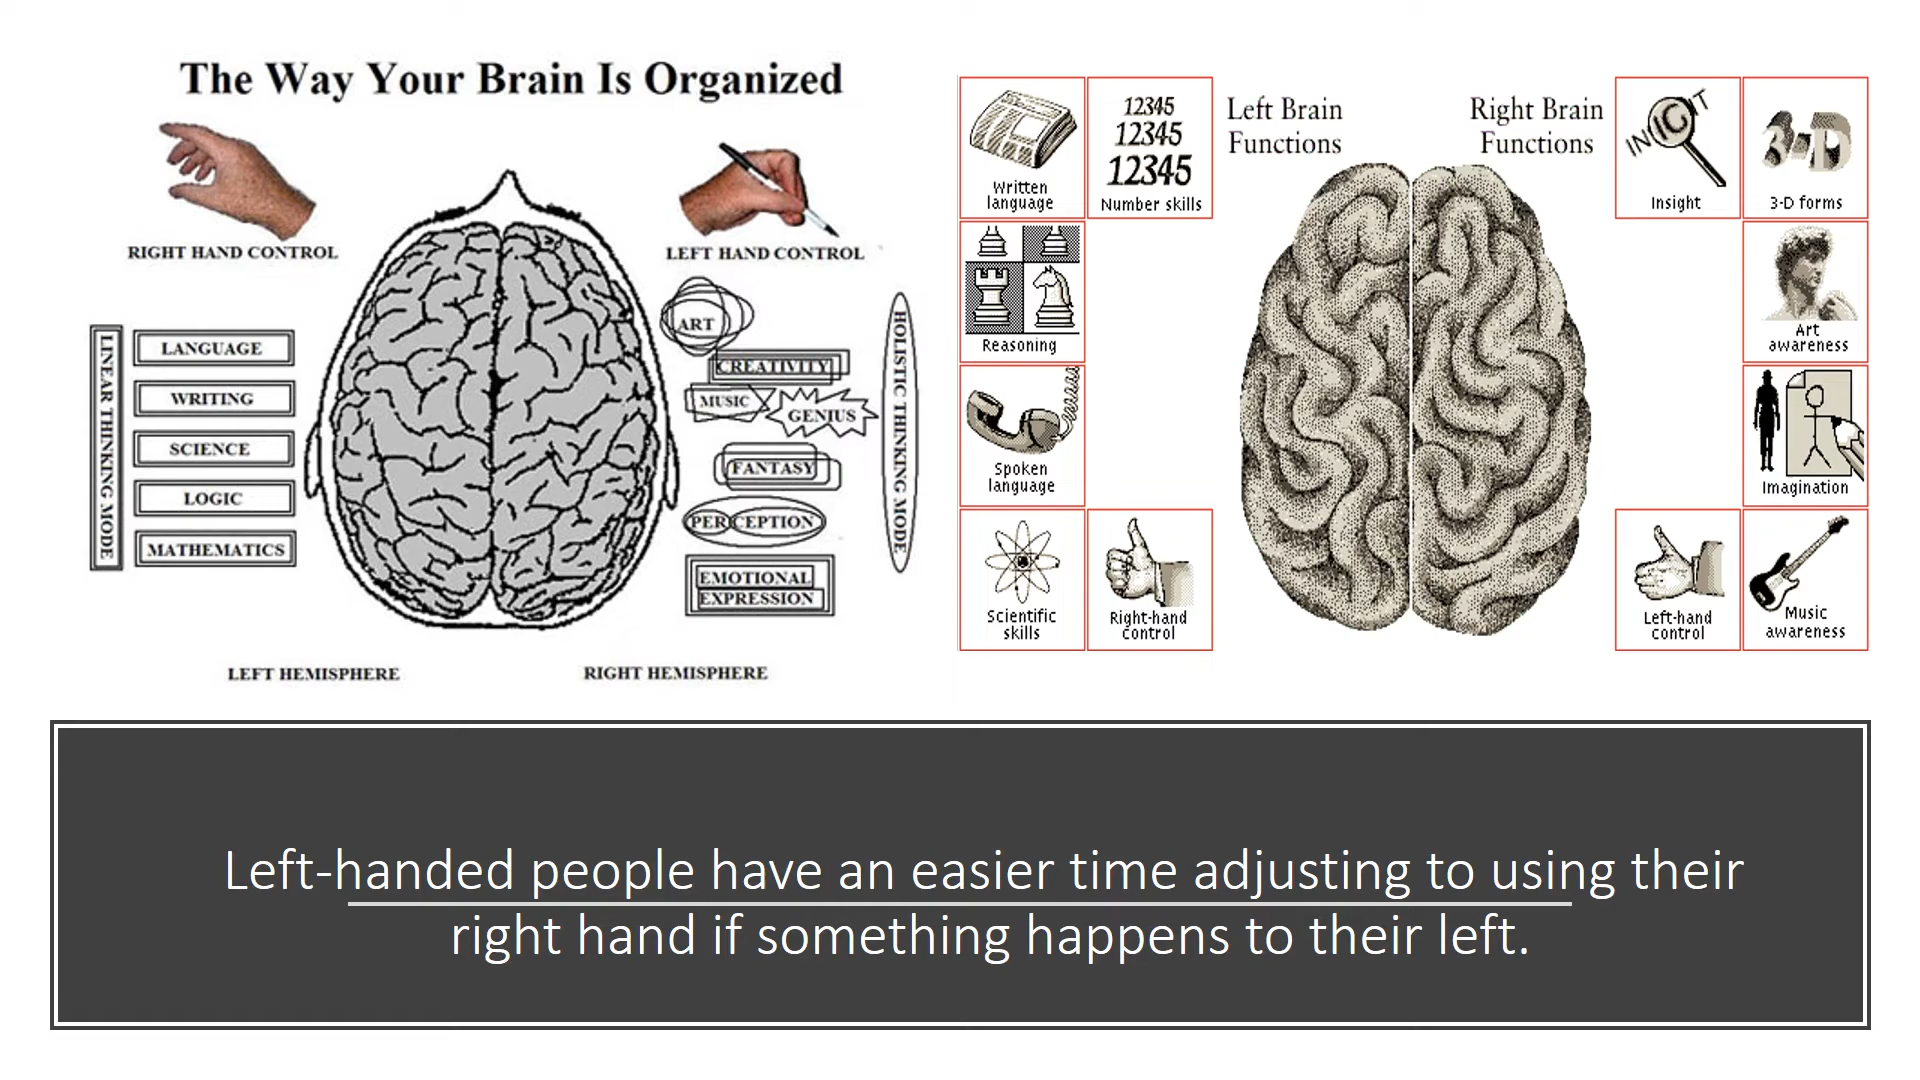 The Way Your Brain Is Organized
RIGHT HAND CONTROL
LEFT HAND CONTROL
LINEAR THINKING MODE
LANGUAGE
WRITING
SCIENCE
LOGIC
MATHEMATICS
ART
CREATIVITY
MUSIC
GENIUS
FANTASY
PERCEPTION
EMOTIONAL
EXPRESSION
HOLISTIC THINKING MODE
LEFT HEMISPHERE
RIGHT HEMISPHERE
Written
language
12345
12345
12345
Number skills
Left Brain
Functions
Reasoning
Spoken
language
Scientific
skills
Right-hand
control
Right Brain
Functions
Insight
3-D
3-D forms
Art
awareness
Imagination
Left-hand
control
Music
awareness
Left-handed people have an easier time adjusting to using their
right hand if something happens to their left.